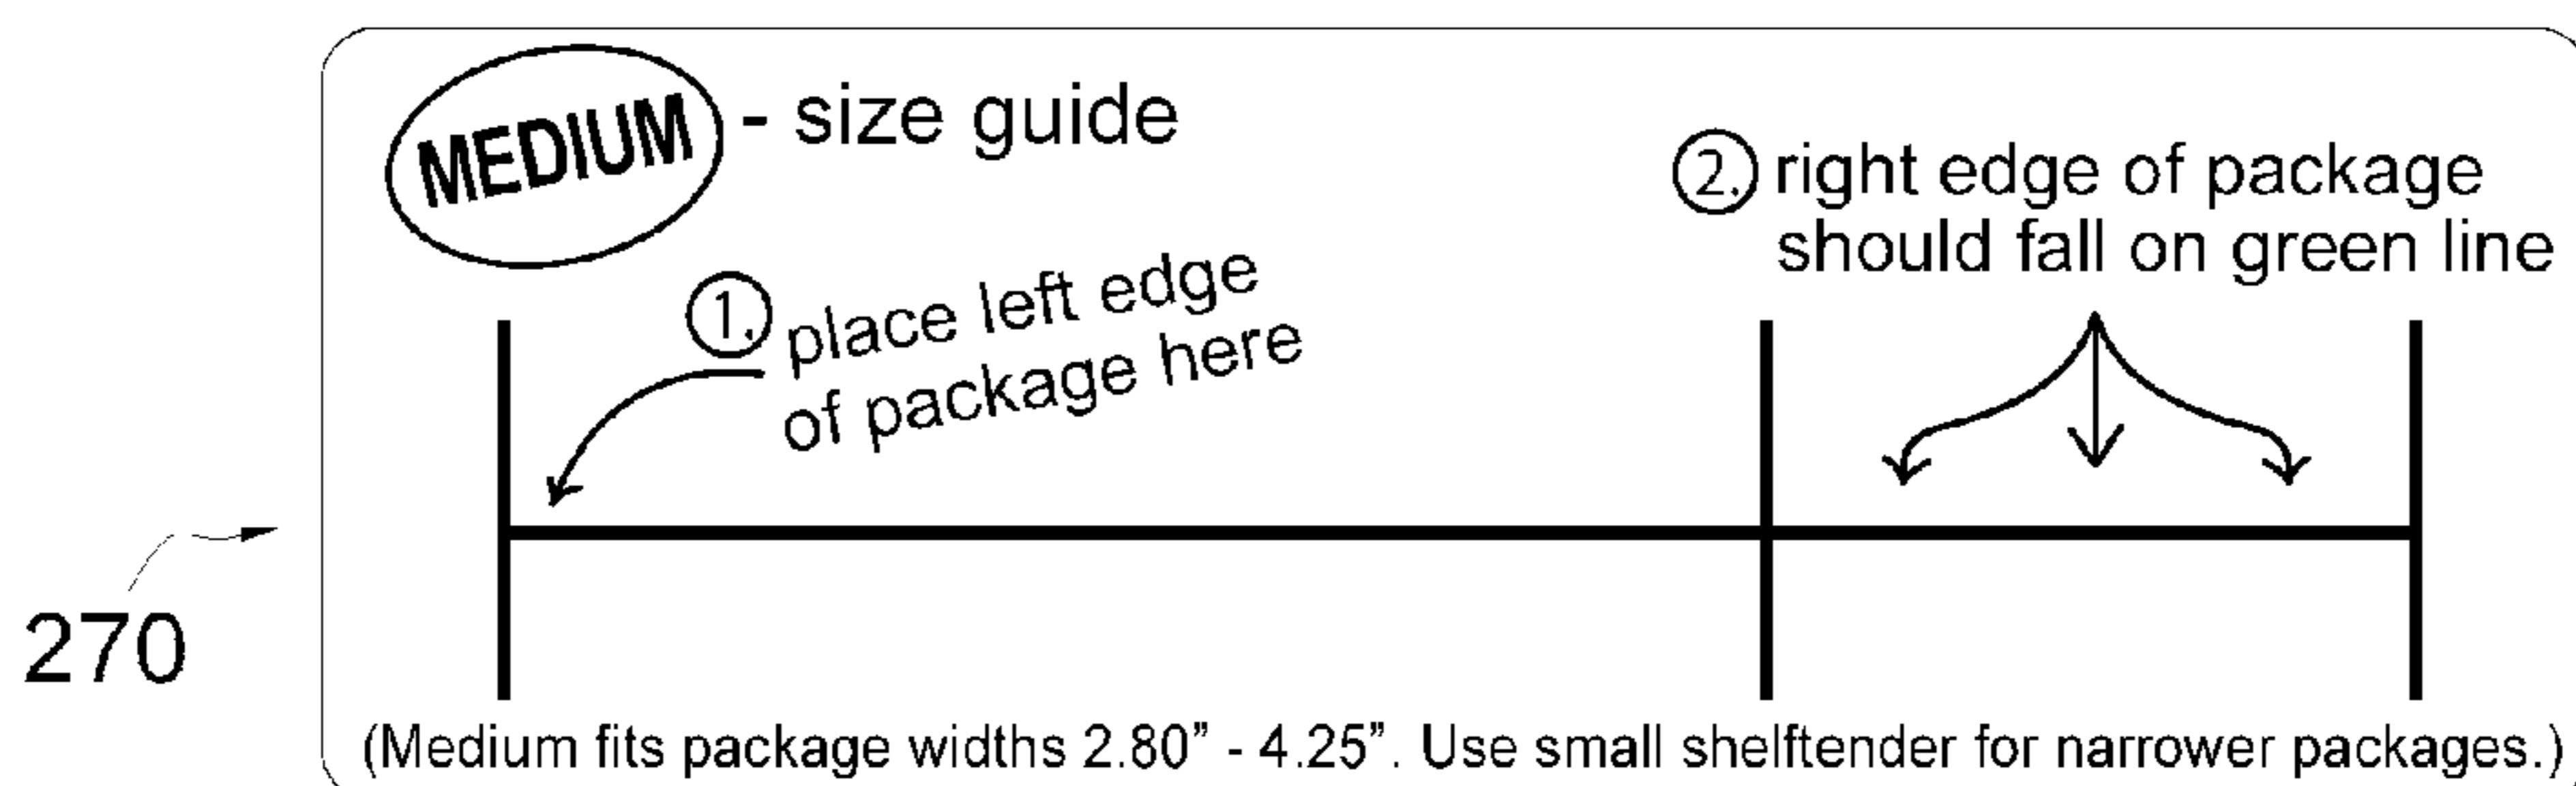 MEDIUM - size guide
1. place left edge
of package here
2. right edge of package
should fall on green line
270
(Medium fits package widths 2.80” - 4.25”. Use small shelftender for narrower packages.)